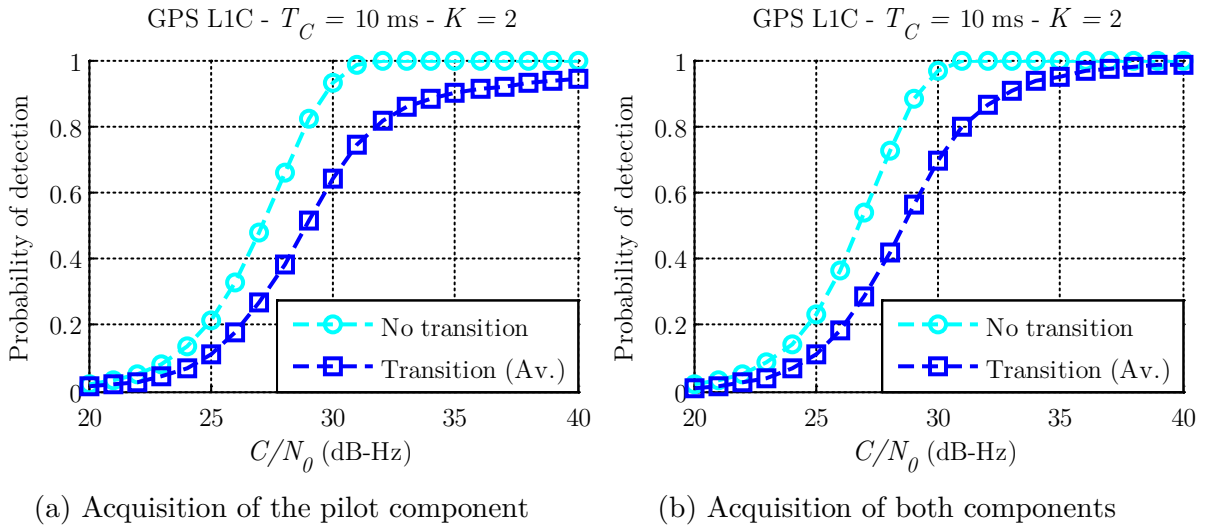 GPS L1C - T_C = 10 ms - K = 2
Probability of detection
1
0.8
0.6
0.4
0.2
0
20
25
30
35
40
No transition
Transition (Av.)
C/N_0 (dB-Hz)
(a) Acquisition of the pilot component
GPS L1C - T_C = 10 ms - K = 2
Probability of detection
1
0.8
0.6
0.4
0.2
0
20
25
30
35
40
No transition
Transition (Av.)
C/N_0 (dB-Hz)
(b) Acquisition of both components